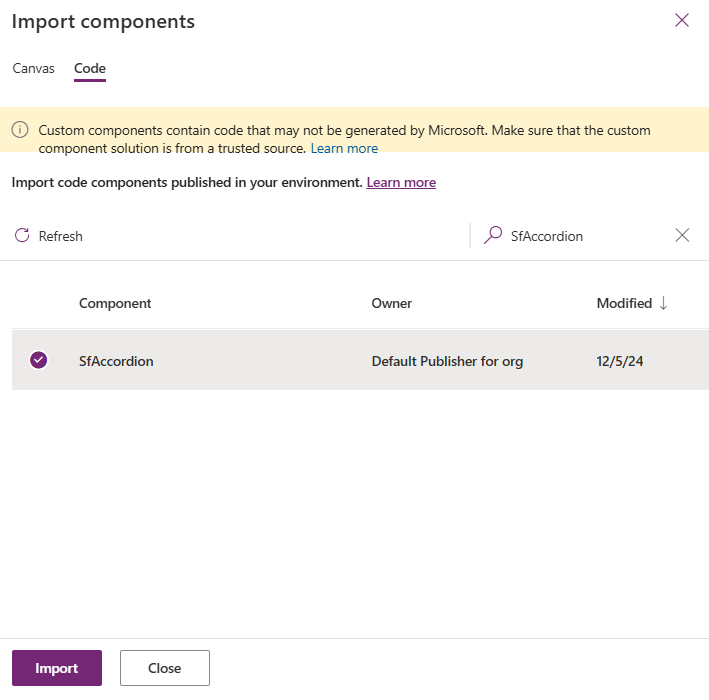 Import components
Canvas Code
Custom components contain code that may not be generated by Microsoft. Make sure that the custom
component solution is from a trusted source. Learn more
Import code components published in your environment. Learn more
Refresh SfAccordion
Component Owner Modified ↓
SfAccordion Default Publisher for org 12/5/24
Import Close